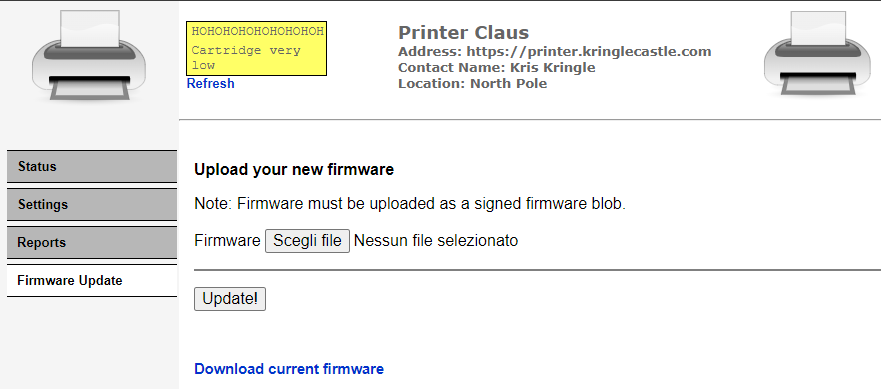 HOHOHOHOHOHOHOHOH
Cartridge very
low
Refresh
Printer Claus
Address: https://printer.kringlecastle.com
Contact Name: Kris Kringle
Location: North Pole
Status
Settings
Reports
Firmware Update
Upload your new firmware
Note: Firmware must be uploaded as a signed firmware blob.
Firmware Scegli file Nessun file selezionato
Update!
Download current firmware